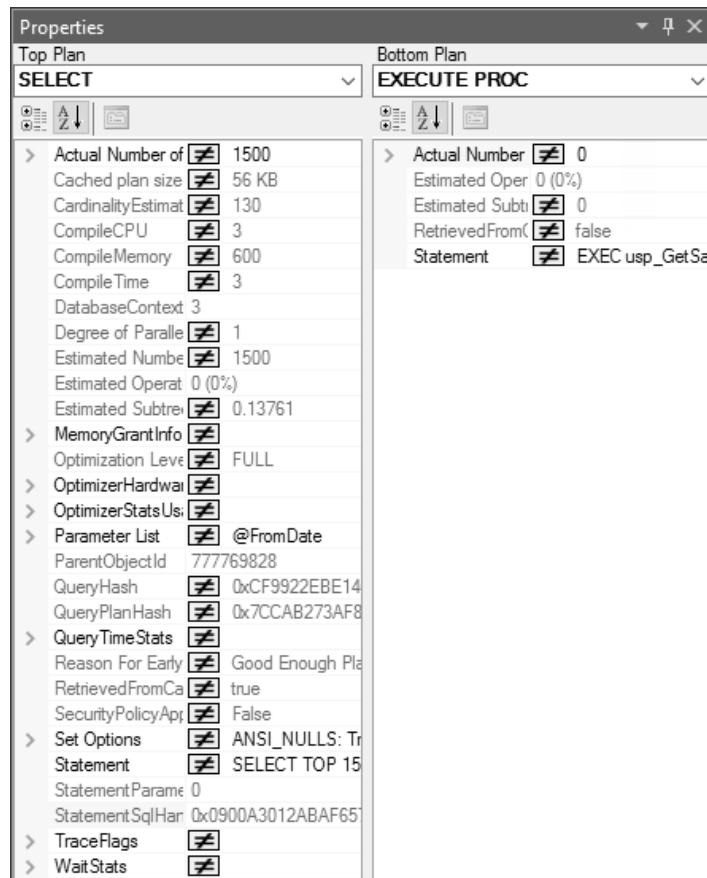 Properties
Top Plan
SELECT
Actual Number of 1500
Cached plan size 56 KB
CardinalityEstimat 130
CompileCPU 3
CompileMemory 600
CompileTime 3
DatabaseContext 3
Degree of Paralle 1
Estimated Numbe 1500
Estimated Operat 0 (0%)
Estimated Subtre 0.13761
MemoryGrantInfo
Optimization Leve FULL
OptimizerHardwa
OptimizerStatsUs
Parameter List @FromDate
ParentObjectId 777769828
QueryHash 0xCF9922EBE14
QueryPlanHash 0x7CCAB273AF8
QueryTimeStats
Reason For Early Good Enough Pla
RetrievedFromCa true
SecurityPolicyApp False
Set Options ANSI_NULLS: Tr
Statement SELECT TOP 15
StatementParame 0
StatementSqlHan 0x0900A3012ABAF657
TraceFlags
WaitStats
Bottom Plan
EXECUTE PROC
Actual Number 0
Estimated Oper 0 (0%)
Estimated Subt 0
RetrievedFrom false
Statement EXEC usp_GetSa